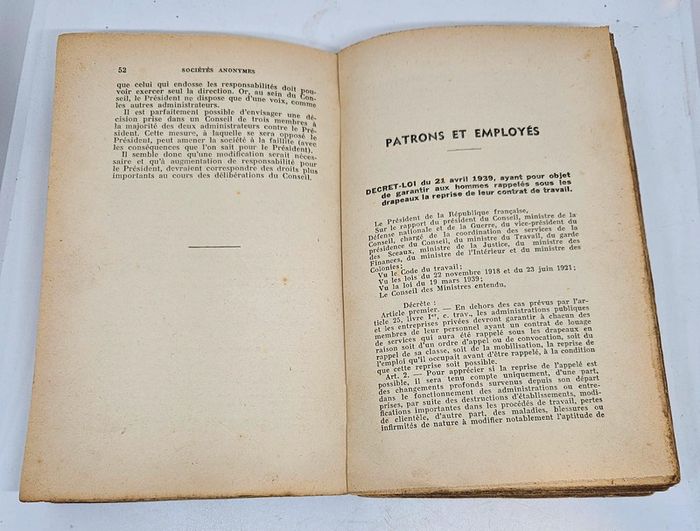 52 SOCIÉTÉS ANONYMES
que celui qui endosse les responsabilités doit pou-
voir exercer seul la direction. Or, au sein du Con-
seil, le Président ne dispose que d'une voix, comme
les autres administrateurs.
Il est parfaitement possible d'envisager une dé-
cision prise dans un Conseil de trois membres à
la majorité des deux administrateurs contre le Pré-
sident. Cette mesure, à laquelle se sera opposé le
Président, peut amener la société à la faillite (avec
les conséquences que l'on sait pour le Président).
Il semble donc qu'une modification serait néces-
saire et qu'à augmentation de responsabilité pour
le Président, devraient correspondre des droits plus
importants au cours des délibérations du Conseil.
PATRONS ET EMPLOYÉS
DECRET-LOI du 21 avril 1939, ayant pour objet
de garantir aux hommes rappelés sous les
drapeaux la reprise de leur contrat de travail.
Le Président de la République française,
Sur le rapport du président du Conseil, ministre de la
Défense nationale et de la Guerre, du vice-président du
Conseil, chargé de la coordination des services de la
présidence du Conseil, du ministre du Travail, du garde
des Sceaux, ministre de la Justice, du ministre des
Finances, du ministre de l'Intérieur et du ministre des
Colonies;
Vu le Code du travail;
Vu les lois du 22 novembre 1918 et du 23 juin 1921;
Vu la loi du 19 mars 1939;
Le Conseil des Ministres entendu,
Décrète :
Article premier. — En dehors des cas prévus par l'ar-
ticle 25, livre 1er, c. trav., les administrations publiques
et les entreprises privées devront garantir à chacun des
membres de leur personnel ayant un contrat de louage
de services qui aura été rappelé sous les drapeaux en
raison soit d'un ordre d'appel ou de convocation, soit du
rappel de sa classe, soit de la mobilisation, la reprise de
l'emploi qu'il occupait avant d'être rappelé, à la condition
que cette reprise soit possible.
Art. 2. — Pour apprécier si la reprise de l'appelé est
possible, il sera tenu compte uniquement, d'une part,
des changements profonds survenus depuis son départ
dans le fonctionnement des administrations ou entre-
prises, par suite des destructions d'établissements, modi-
fications importantes dans les procédés de travail, pertes
de clientèle, d'autre part, des maladies, blessures ou
infirmités de nature à modifier notablement l'aptitude de